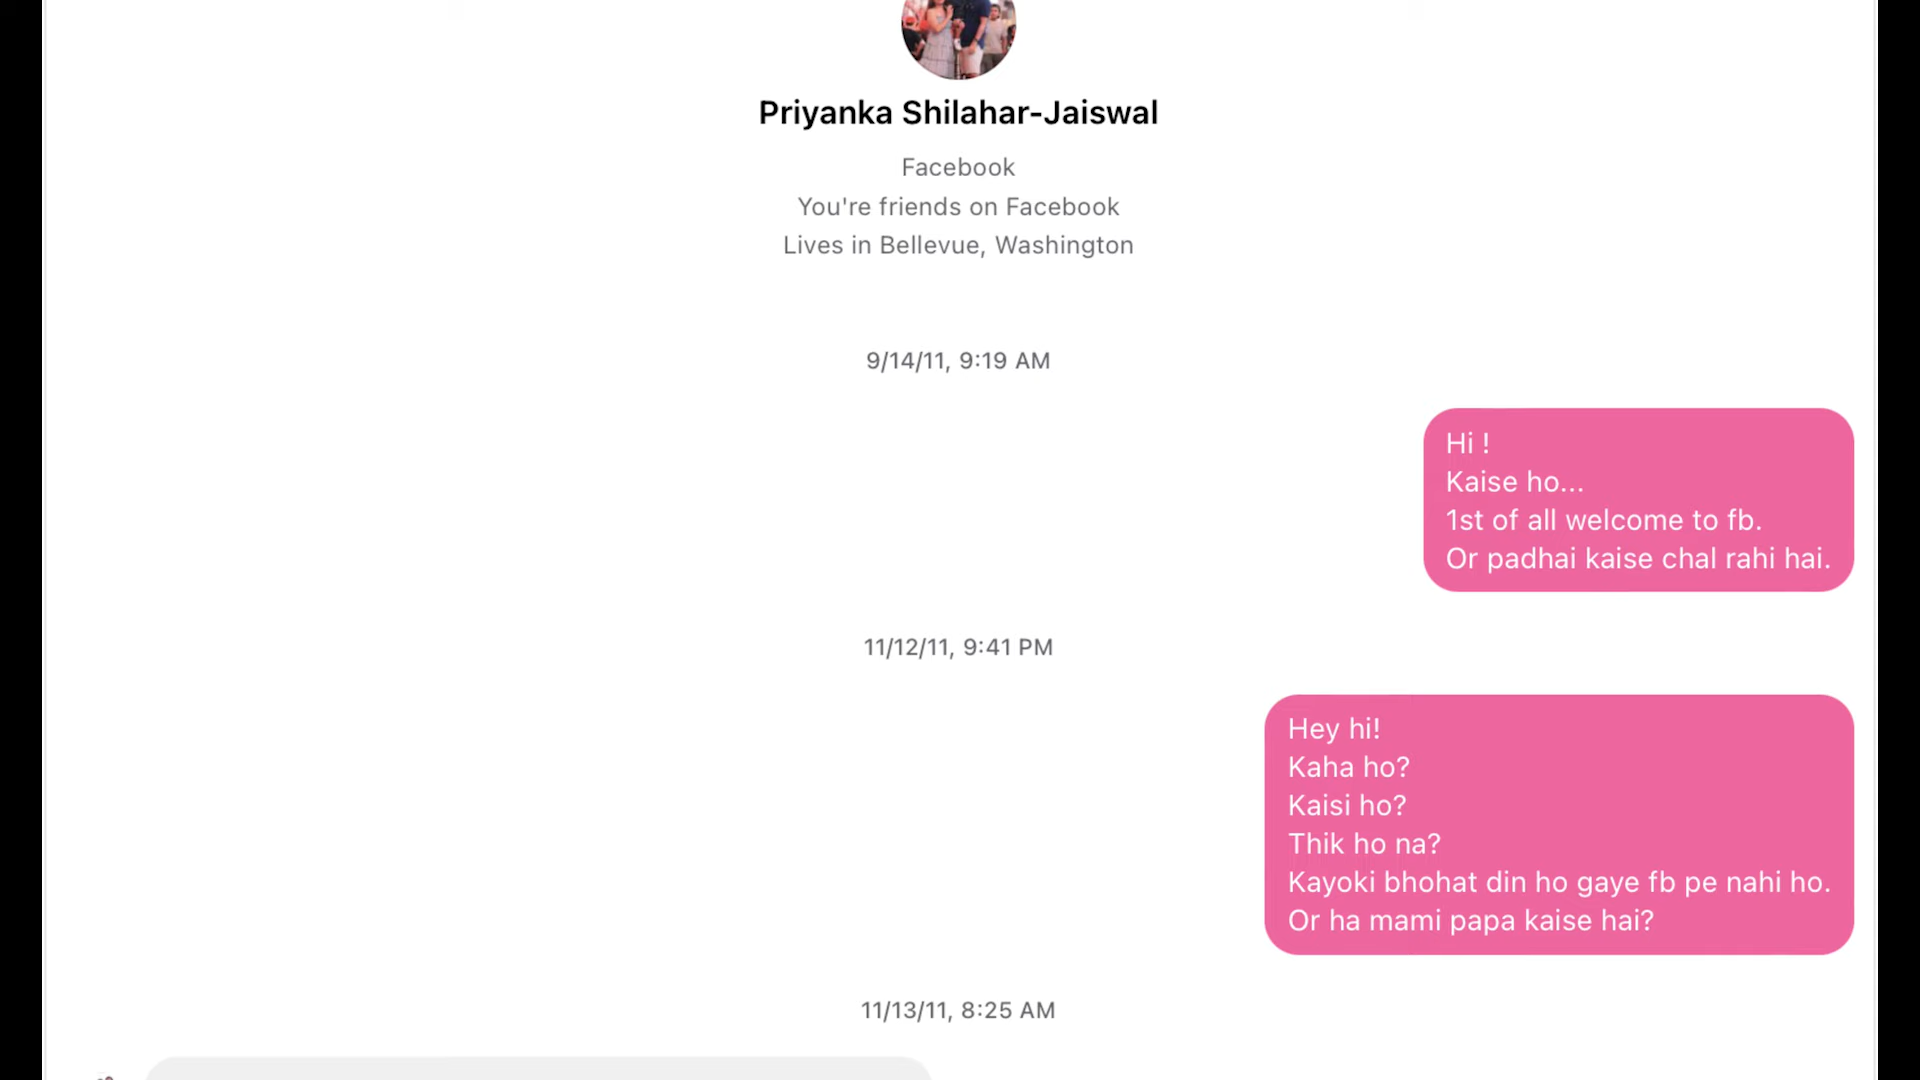 Priyanka Shilahar-Jaiswal
Facebook
You're friends on Facebook
Lives in Bellevue, Washington
9/14/11, 9:19 AM
Hi !
Kaise ho...
1st of all welcome to fb.
Or padhai kaise chal rahi hai.
11/12/11, 9:41 PM
Hey hi!
Kaha ho?
Kaisi ho?
Thik ho na?
Kayoki bhohat din ho gaye fb pe nahi ho.
Or ha mami papa kaise hai?
11/13/11, 8:25 AM